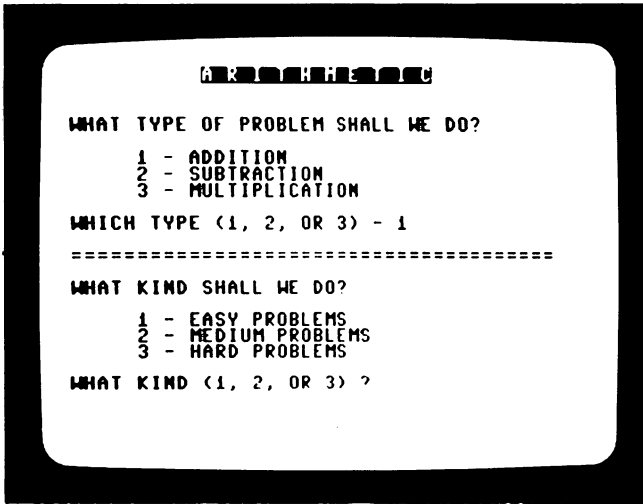 ARITHMETIC
WHAT TYPE OF PROBLEM SHALL WE DO?
1 - ADDITION
2 - SUBTRACTION
3 - MULTIPLICATION
WHICH TYPE (1, 2, OR 3) - 1
========================================
WHAT KIND SHALL WE DO?
1 - EASY PROBLEMS
2 - MEDIUM PROBLEMS
3 - HARD PROBLEMS
WHAT KIND (1, 2, OR 3) ?